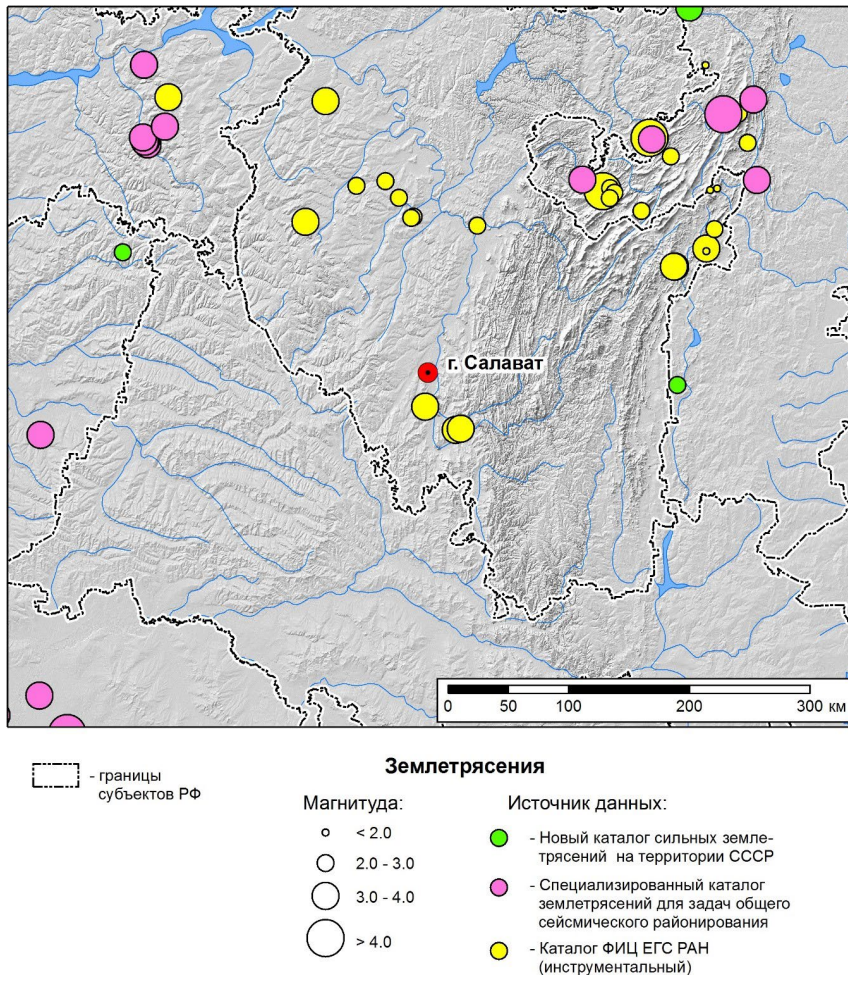 г. Салават
0 50 100 200 300 км
- границы
субъектов РФ
Землетрясения
Магнитуда:
< 2.0
2.0 - 3.0
3.0 - 4.0
> 4.0
Источник данных:
- Новый каталог сильных земле-
трясений на территории СССР
- Специализированный каталог
землетрясений для задач общего
сейсмического районирования
- Каталог ФИЦ ЕГС РАН
(инструментальный)